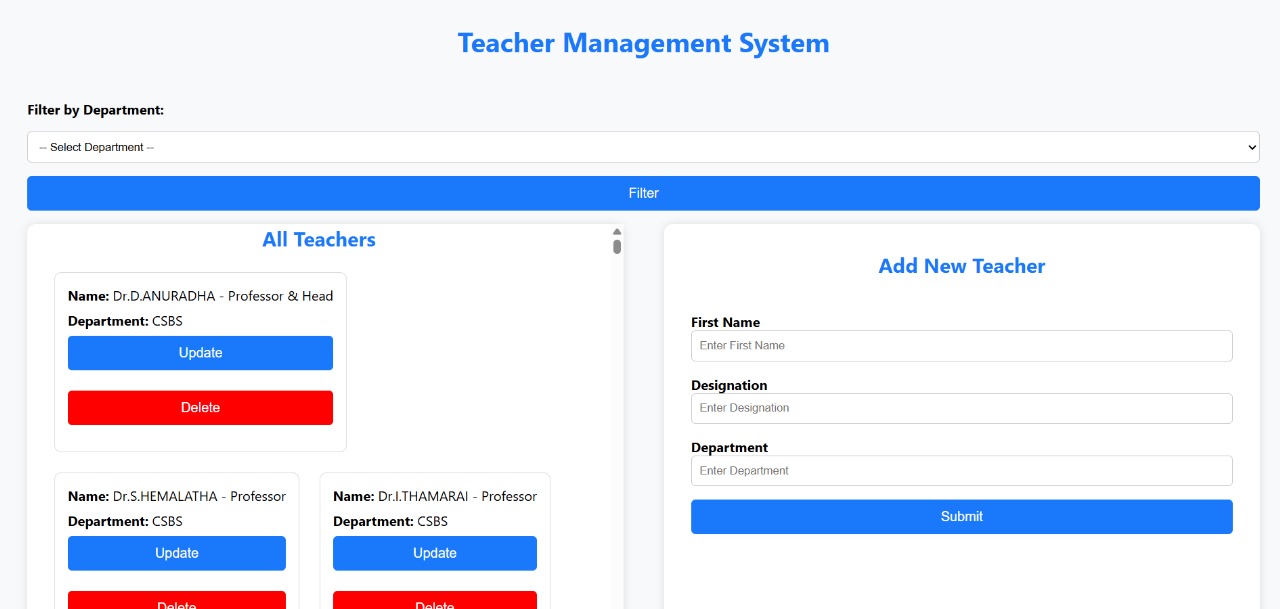 Teacher Management System
Filter by Department:
-- Select Department --
Filter
All Teachers
Name: Dr.D.ANURADHA - Professor & Head
Department: CSBS
Update
Delete
Name: Dr.S.HEMALATHA - Professor
Department: CSBS
Update
Delete
Name: Dr.I.THAMARAI - Professor
Department: CSBS
Update
Delete
Add New Teacher
First Name
Enter First Name
Designation
Enter Designation
Department
Enter Department
Submit